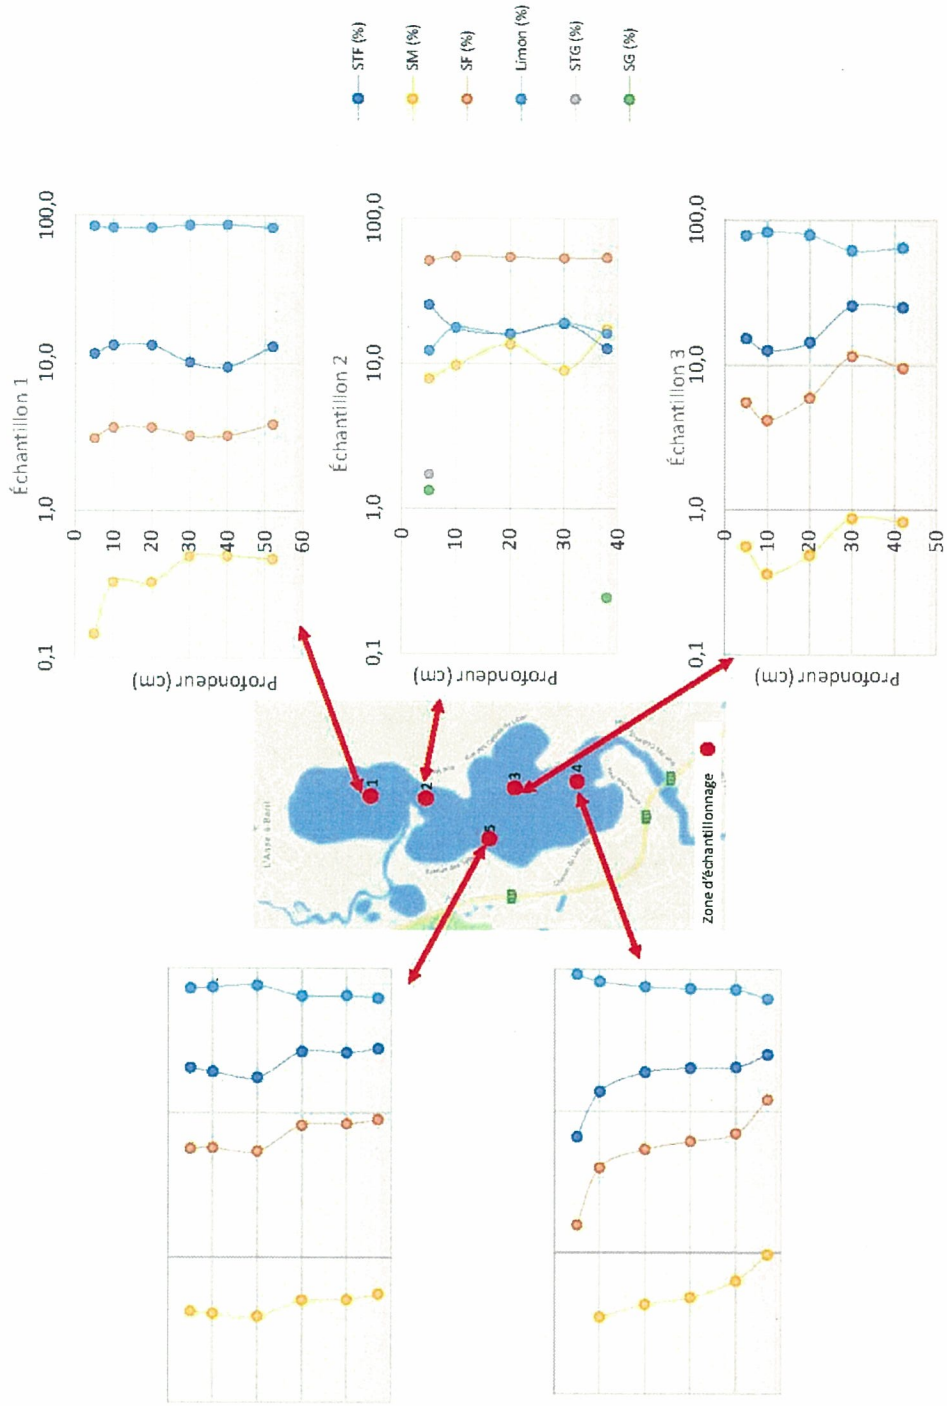 STF (%)
SM (%)
SF (%)
Limon (%)
STG (%)
SG (%)
Échantillon 1
0,1
1,0
10,0
100,0
0
10
20
30
40
50
60
Profondeur (cm)
Échantillon 2
0,1
1,0
10,0
100,0
0
10
20
30
40
Profondeur (cm)
Échantillon 3
0,1
1,0
10,0
100,0
0
10
20
30
40
50
Profondeur (cm)
L'Anse à Baril
1
2
3
4
5
Zone d'échantillonnage